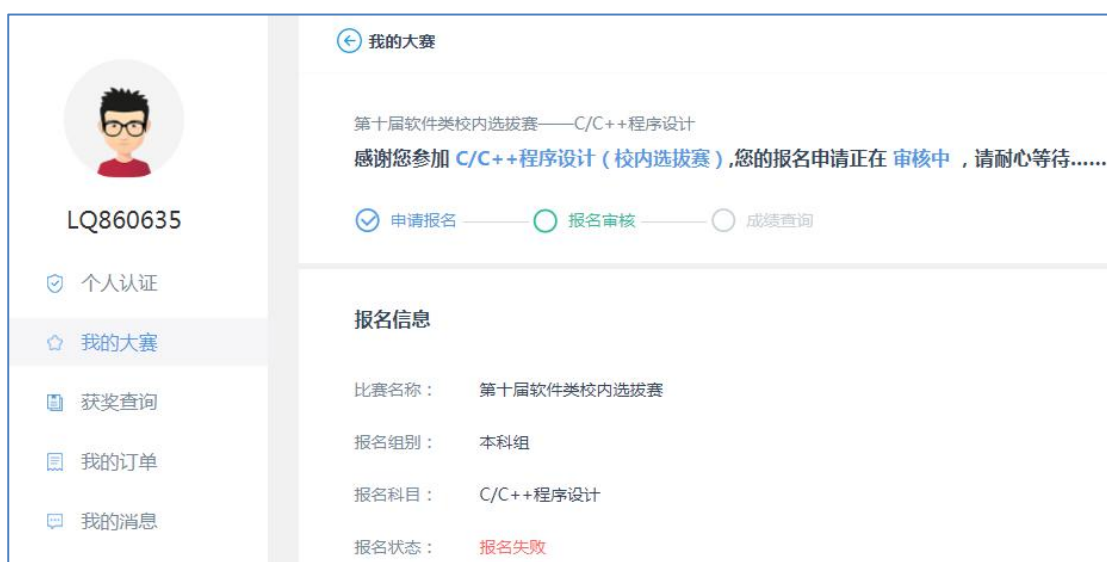 我的大赛
第十届软件类校内选拔赛——C/C++程序设计
感谢您参加 C/C++程序设计(校内选拔赛),您的报名申请正在 审核中 ,请耐心等待......
LQ860635
申请报名
报名审核
成绩查询
个人认证
我的大赛
获奖查询
我的订单
我的消息
报名信息
比赛名称: 第十届软件类校内选拔赛
报名组别: 本科组
报名科目: C/C++程序设计
报名状态: 报名失败